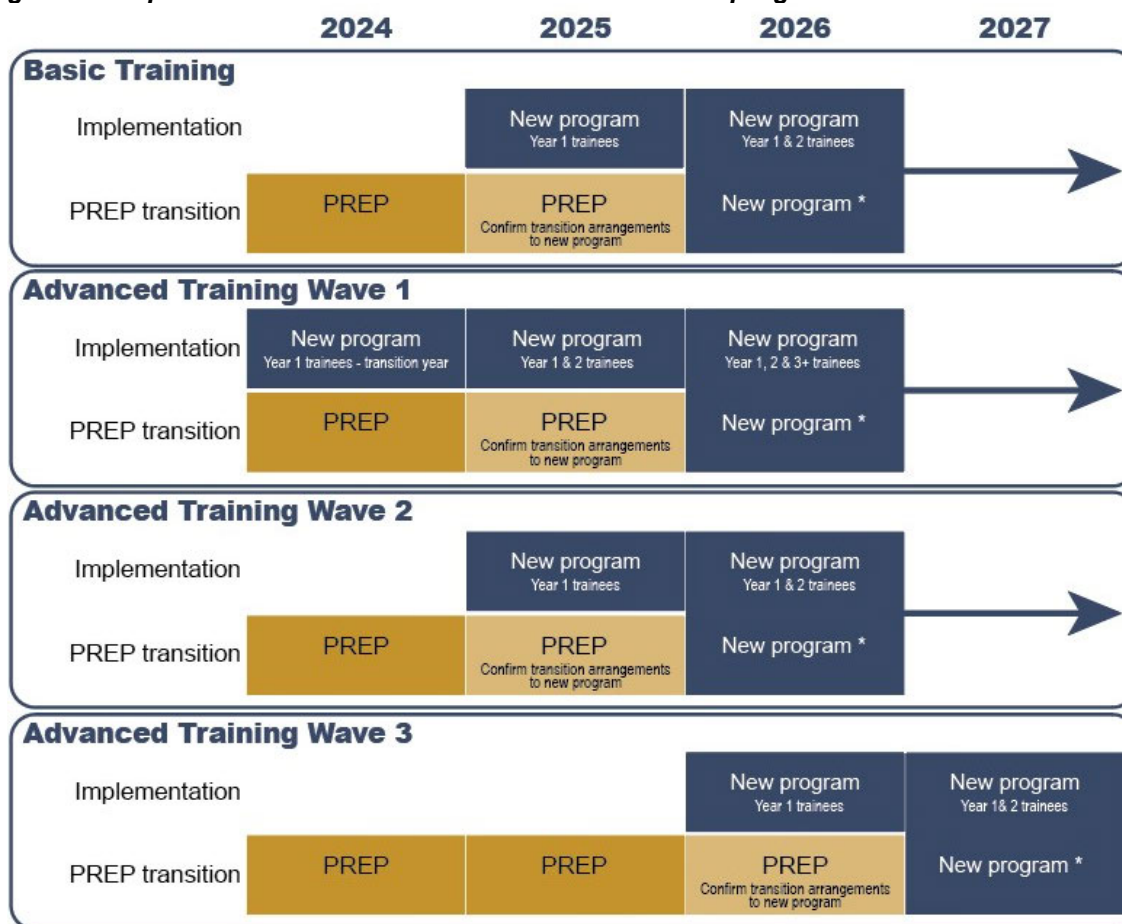 2024 2025 2026 2027
Basic Training
Implementation
New program
Year 1 trainees
New program
Year 1 & 2 trainees
PREP transition
PREP
PREP
Confirm transition arrangements
to new program
New program *
Advanced Training Wave 1
Implementation
New program
Year 1 trainees - transition year
New program
Year 1 & 2 trainees
New program
Year 1, 2 & 3+ trainees
PREP transition
PREP
PREP
Confirm transition arrangements
to new program
New program *
Advanced Training Wave 2
Implementation
New program
Year 1 trainees
New program
Year 1 & 2 trainees
PREP transition
PREP
PREP
Confirm transition arrangements
to new program
New program *
Advanced Training Wave 3
Implementation
New program
Year 1 trainees
New program
Year 1& 2 trainees
PREP transition
PREP
PREP
PREP
Confirm transition arrangements
to new program
New program *